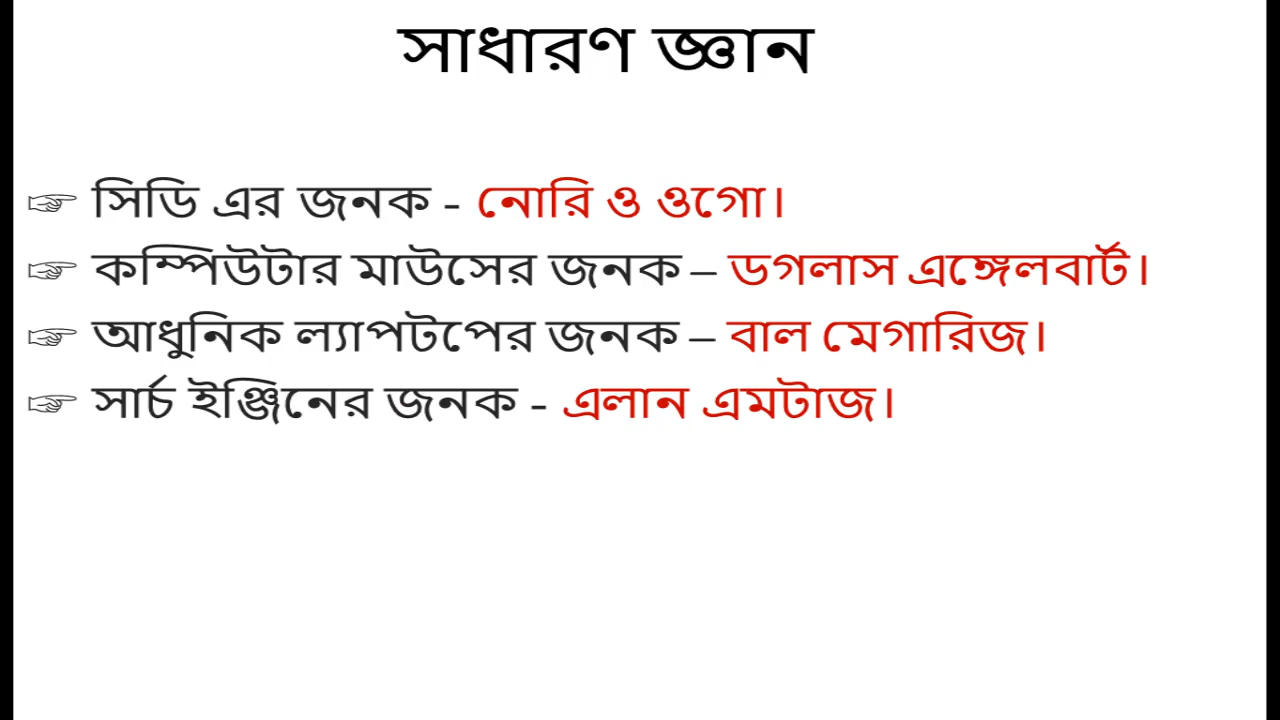 সাধারণ জ্ঞান
☞ সিডি এর জনক - নোরি ও ওগো।
☞ কম্পিউটার মাউসের জনক – ডগলাস এঙ্গেলবার্ট।
☞ আধুনিক ল্যাপটপের জনক – বাল মেগারিজ।
☞ সার্চ ইঞ্জিনের জনক - এলান এমটাজ।